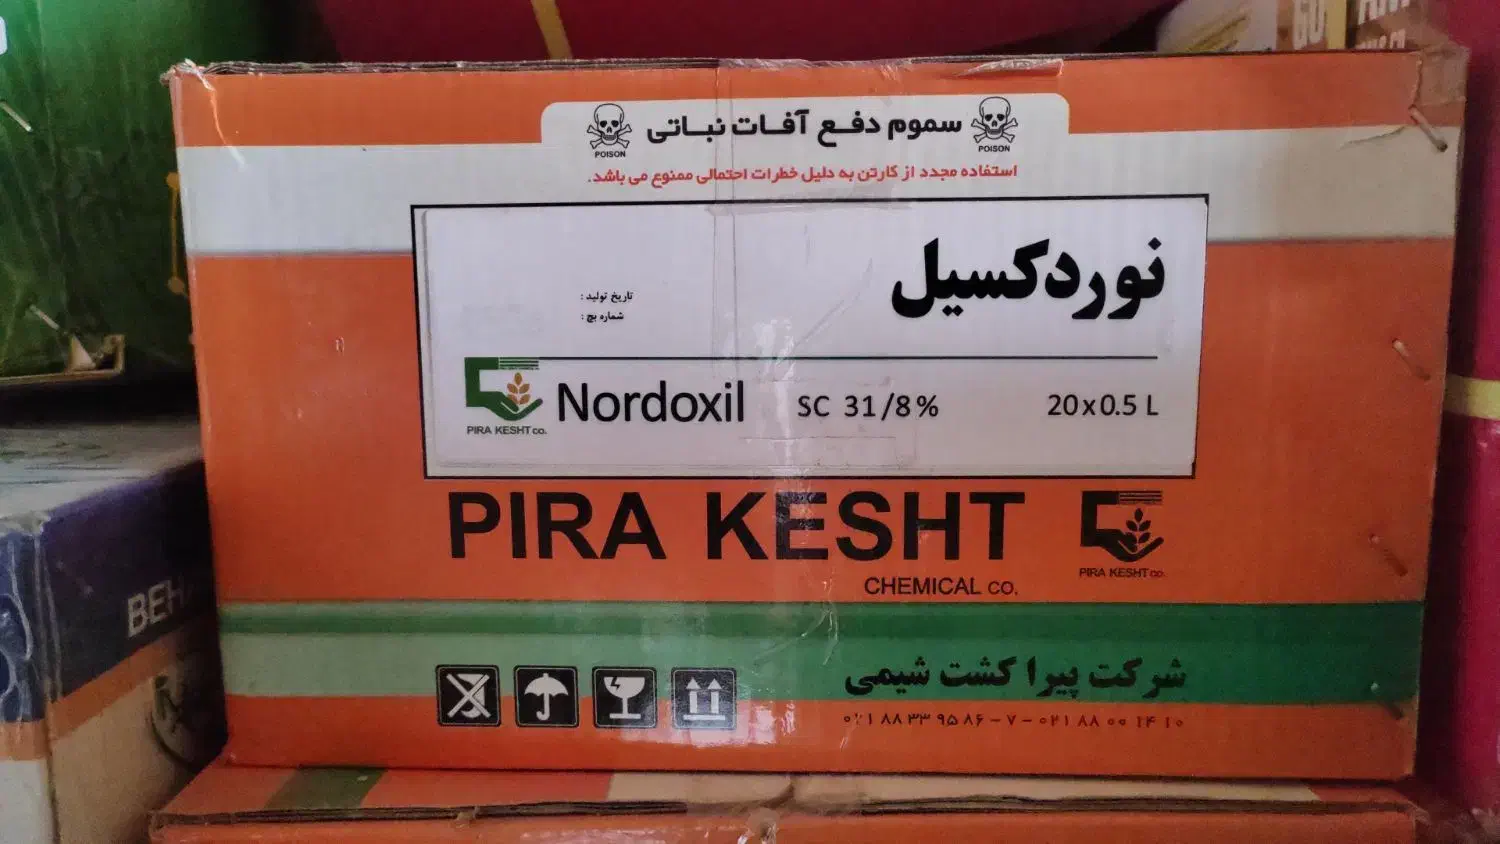 سموم دفع آفات نباتی
POISON
POISON
استفاده مجدد از کارتن به دلیل خطرات احتمالی ممنوع می باشد.
نوردکسیل
تاریخ تولید :
شماره بچ :
PIRA KESHT co.
Nordoxil SC 31/8% 20x0.5 L
PIRA KESHT
CHEMICAL CO.
PIRA KESHT co.
شرکت پیرا کشت شیمی
۰۲۱ ۸۸ ۳۳ ۹۵ ۸۶ - ۷ - ۰۲۱ ۸۸ ۰۰ ۱۴ ۱۰
BEH